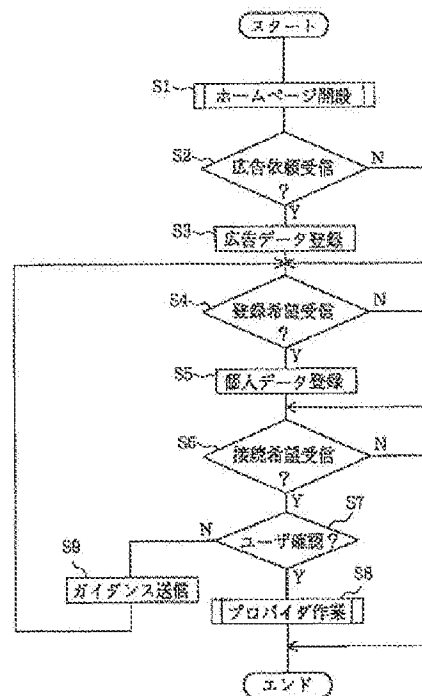 スタート
S1
ホームページ開設
S2
広告依頼受信
?
N
Y
S3
広告データ登録
S4
登録希望受信
?
N
Y
S5
個人データ登録
S6
接続希望受信
?
N
Y
S7
ユーザ確認?
N
Y
S9
ガイダンス送信
S8
プロバイダ作業
エンド